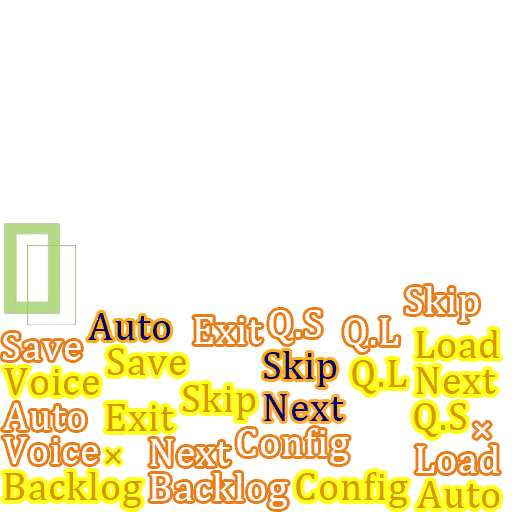 Skip
Auto Exit Q.S Q.L
Save Save Skip Load
Voice Skip Q.L Next
Auto Exit Next Q.S ×
Voice × Next Config Load
Backlog Backlog Config Auto